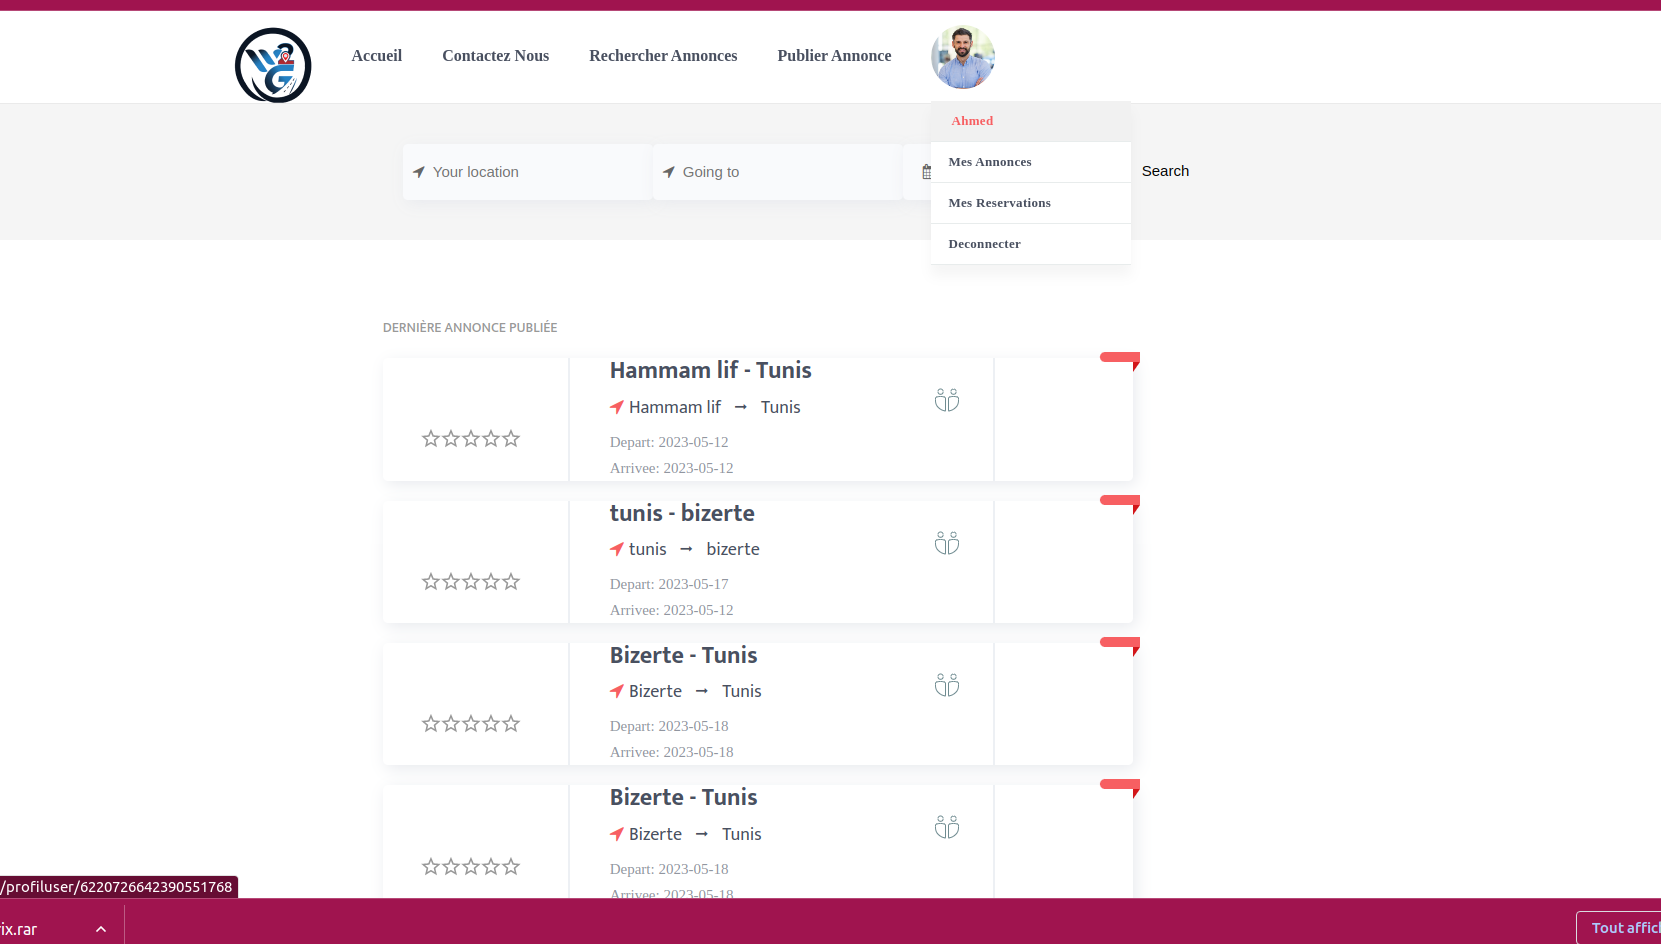 Accueil
Contactez Nous
Rechercher Annonces
Publier Annonce
Ahmed
Mes Annonces
Mes Reservations
Deconnecter
Your location
Going to
Search
DERNIÈRE ANNONCE PUBLIÉE
Hammam lif - Tunis
Hammam lif → Tunis
Depart: 2023-05-12
Arrivee: 2023-05-12
tunis - bizerte
tunis → bizerte
Depart: 2023-05-17
Arrivee: 2023-05-12
Bizerte - Tunis
Bizerte → Tunis
Depart: 2023-05-18
Arrivee: 2023-05-18
Bizerte - Tunis
Bizerte → Tunis
Depart: 2023-05-18
Arrivee: 2023-05-18
/profiluser/6220726642390551768
ix.rar
Tout affic